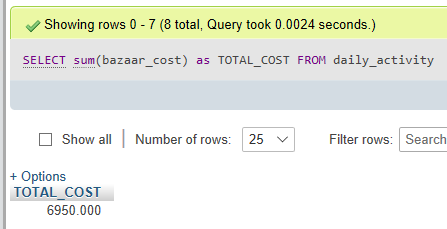 Showing rows 0 - 7 (8 total, Query took 0.0024 seconds.)
SELECT sum(bazaar_cost) as TOTAL_COST FROM daily_activity
Show all | Number of rows: 25 Filter rows: Search
+ Options
TOTAL_COST
6950.000